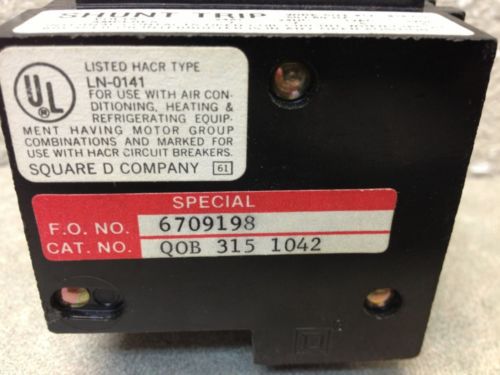 SHUNT TRIP
LISTED HACR TYPE
LN-0141
FOR USE WITH AIR CON-
DITIONING, HEATING &
REFRIGERATING EQUIP-
MENT HAVING MOTOR GROUP
COMBINATIONS AND MARKED FOR
USE WITH HACR CIRCUIT BREAKERS.
SQUARE D COMPANY 61
UL
®
SPECIAL
F.O. NO. 6709198
CAT. NO. QOB 315 1042